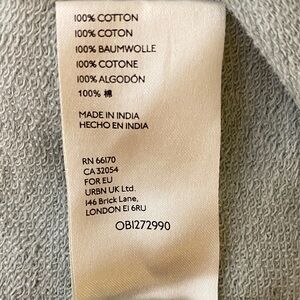 100% COTTON
100% COTON
100% BAUMWOLLE
100% COTONE
100% ALGODÓN
100% 棉
MADE IN INDIA
HECHO EN INDIA
RN 66170
CA 32054
FOR EU
URBN UK Ltd.
146 Brick Lane,
LONDON E1 6RU
OB1272990